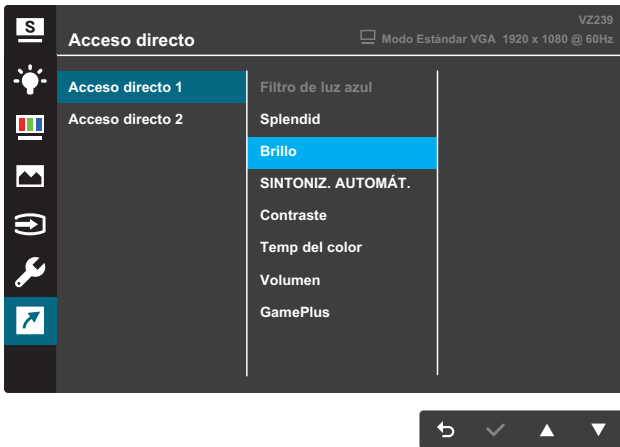 S
VZ239
Acceso directo
Modo Estándar VGA 1920 x 1080 @ 60Hz
Acceso directo 1
Acceso directo 2
Filtro de luz azul
Splendid
Brillo
SINTONIZ. AUTOMÁT.
Contraste
Temp del color
Volumen
GamePlus